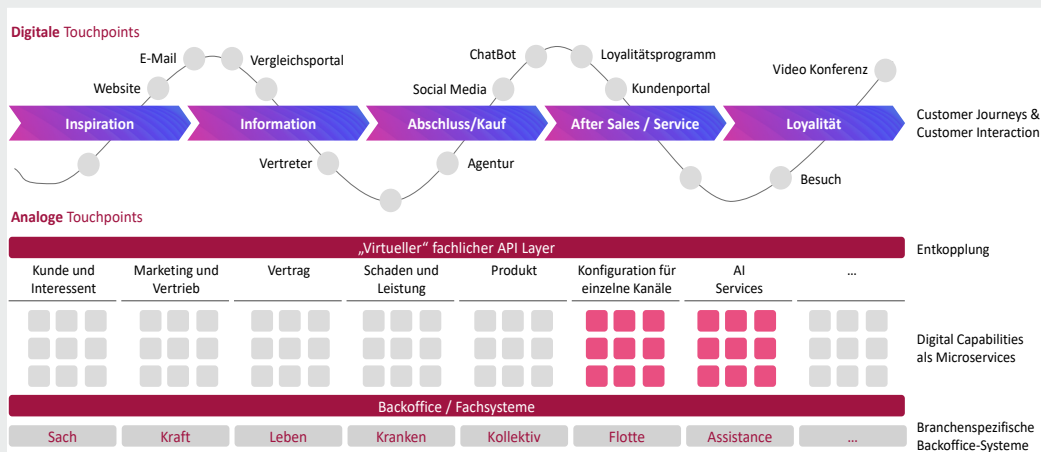 Digitale Touchpoints
E-Mail
Vergleichsportal
Website
ChatBot
Loyalitätsprogramm
Social Media
Kundenportal
Video Konferenz
Inspiration
Information
Abschluss/Kauf
After Sales / Service
Loyalität
Customer Journeys &
Customer Interaction
Vertreter
Agentur
Besuch
Analoge Touchpoints
„Virtueller“ fachlicher API Layer
Entkopplung
Kunde und
Interessent
Marketing und
Vertrieb
Vertrag
Schaden und
Leistung
Produkt
Konfiguration für
einzelne Kanäle
AI
Services
...
Digital Capabilities
als Microservices
Backoffice / Fachsysteme
Sach
Kraft
Leben
Kranken
Kollektiv
Flotte
Assistance
...
Branchenspezifische
Backoffice-Systeme